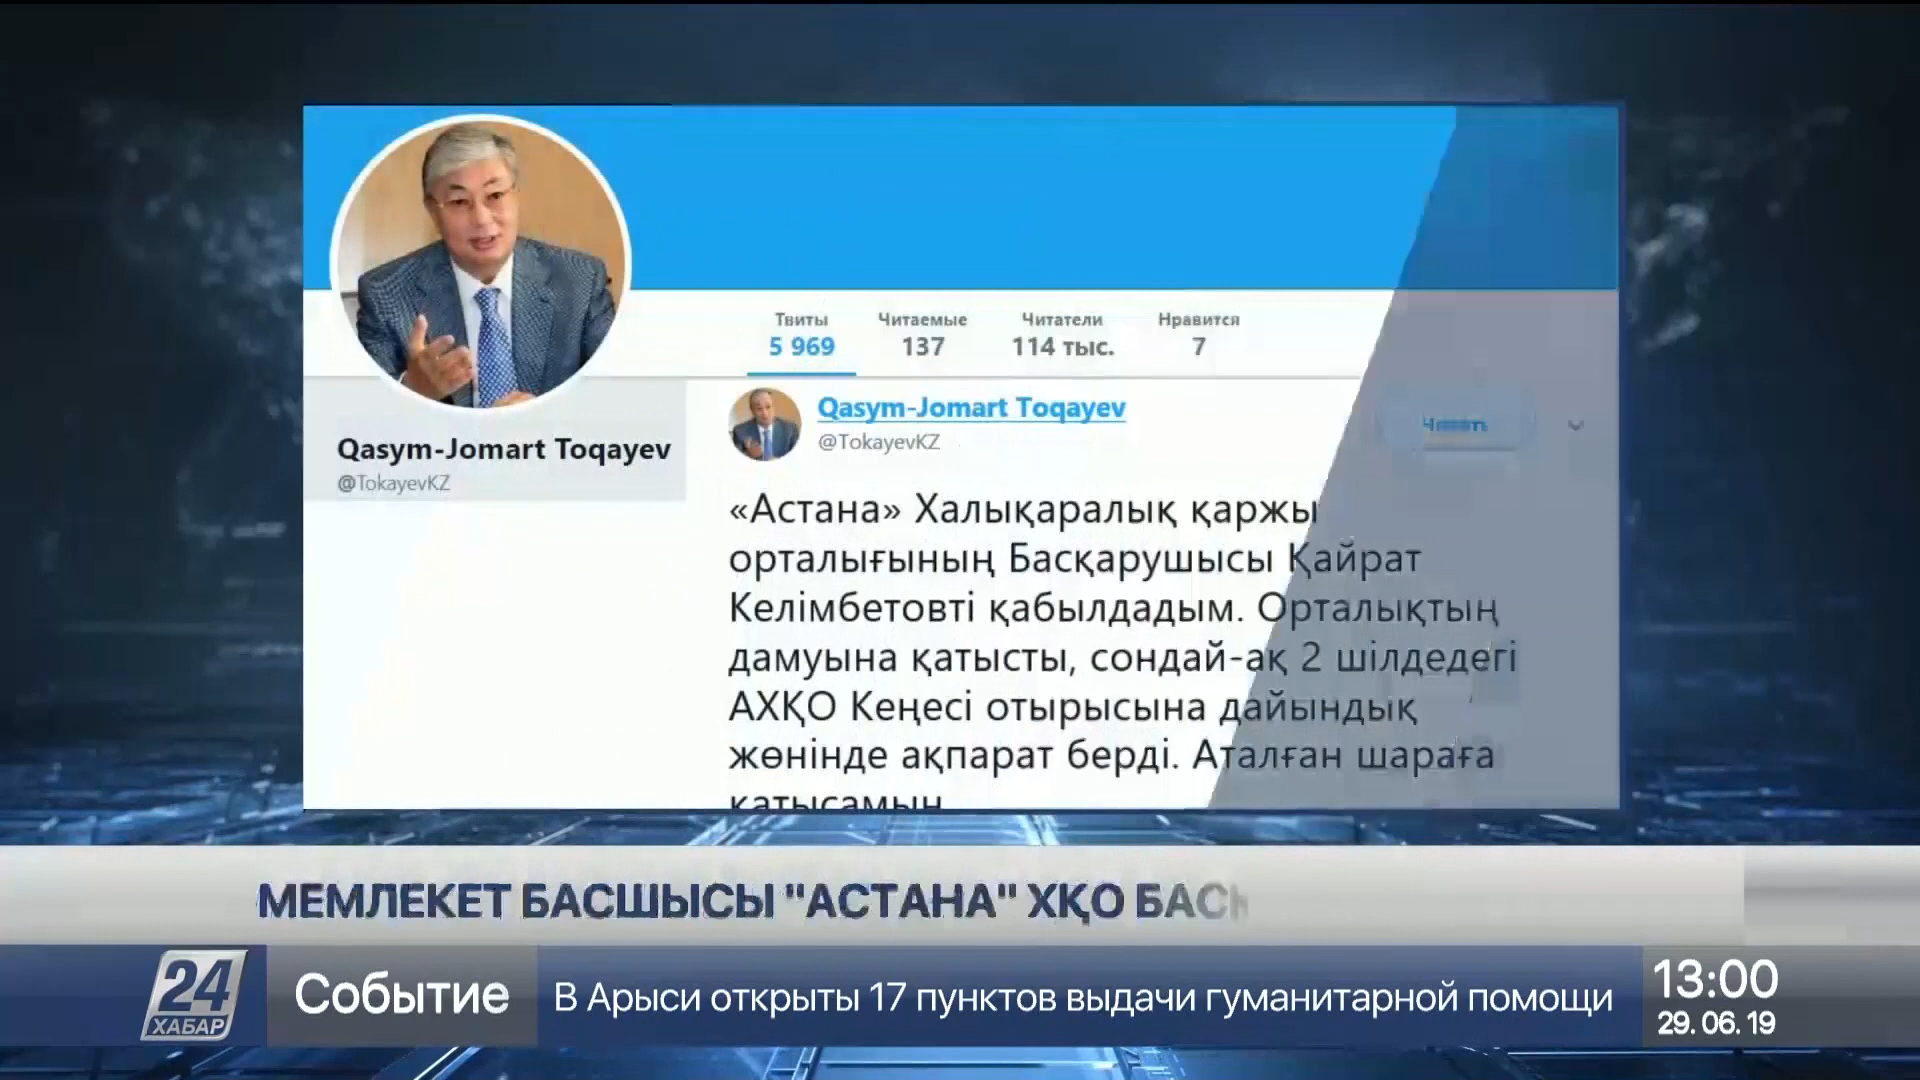 Твиты Читаемые Читатели Нравится
5 969 137 114 тыс. 7
Qasym-Jomart Toqayev
@TokayevKZ
Qasym-Jomart Toqayev
@TokayevKZ
Читать
«Астана» Халықаралық қаржы
орталығының Басқарушысы Қайрат
Келімбетовті қабылдадым. Орталықтың
дамуына қатысты, сондай-ақ 2 шілдедегі
АХҚО Кеңесі отырысына дайындық
жөнінде ақпарат берді. Аталған шараға
қатысамын
МЕМЛЕКЕТ БАСШЫСЫ "АСТАНА" ХҚО БАС
24
ХАБАР
Событие
В Арыси открыты 17 пунктов выдачи гуманитарной помощи
13:00
29. 06. 19